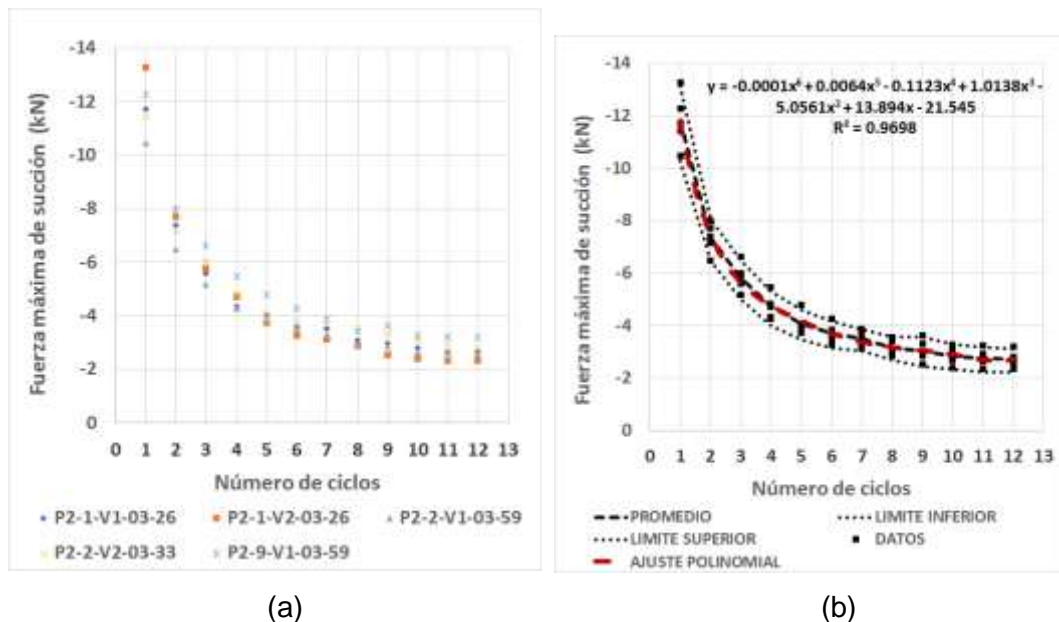 Fuerza máxima de succión (kN)
-14
-12
-10
-8
-6
-4
-2
0
0 1 2 3 4 5 6 7 8 9 10 11 12 13
Número de ciclos
P2-1-V1-03-26 P2-1-V2-03-26 P2-2-V1-03-59
P2-2-V2-03-33 P2-9-V1-03-59
(a)
Fuerza máxima de succión (kN)
-14
-12
-10
-8
-6
-4
-2
0
y = -0.0001x⁶ + 0.0064x⁵ - 0.1123x⁴ + 1.0138x³ -
5.0561x² + 13.894x - 21.545
R² = 0.9698
0 1 2 3 4 5 6 7 8 9 10 11 12 13
Número de ciclos
PROMEDIO LIMITE INFERIOR
LIMITE SUPERIOR DATOS
AJUSTE POLINOMIAL
(b)